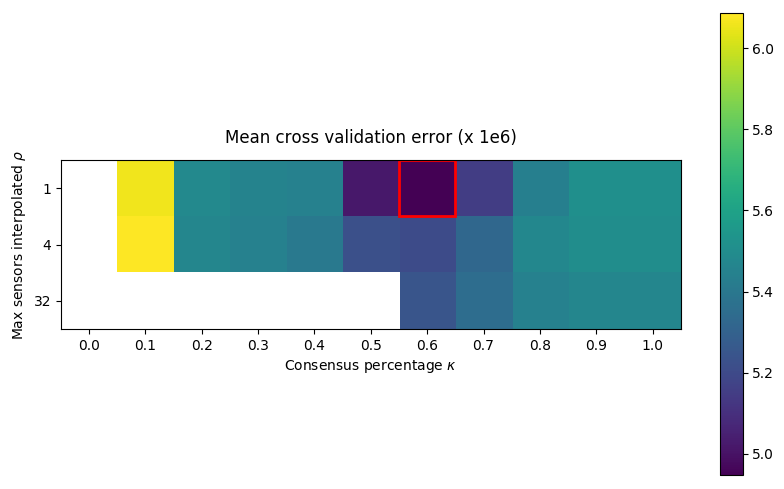 Mean cross validation error (x 1e6)
Max sensors interpolated ρ
1
4
32
0.0 0.1 0.2 0.3 0.4 0.5 0.6 0.7 0.8 0.9 1.0
Consensus percentage κ
6.0
5.8
5.6
5.4
5.2
5.0